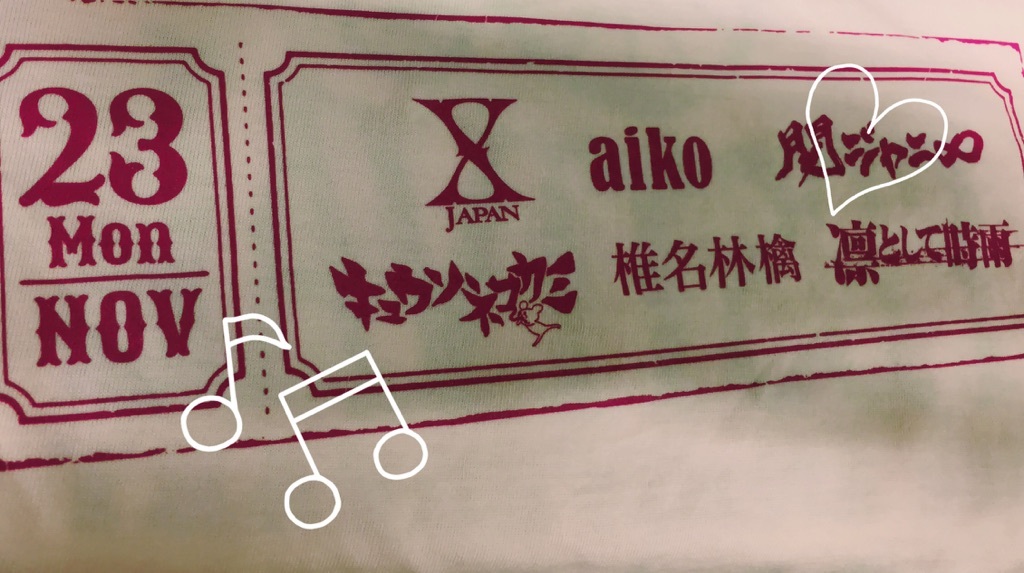 23
Mon
NOV
X JAPAN
aiko
関ジャニ∞
キュウソネコカミ
椎名林檎
凛として時雨